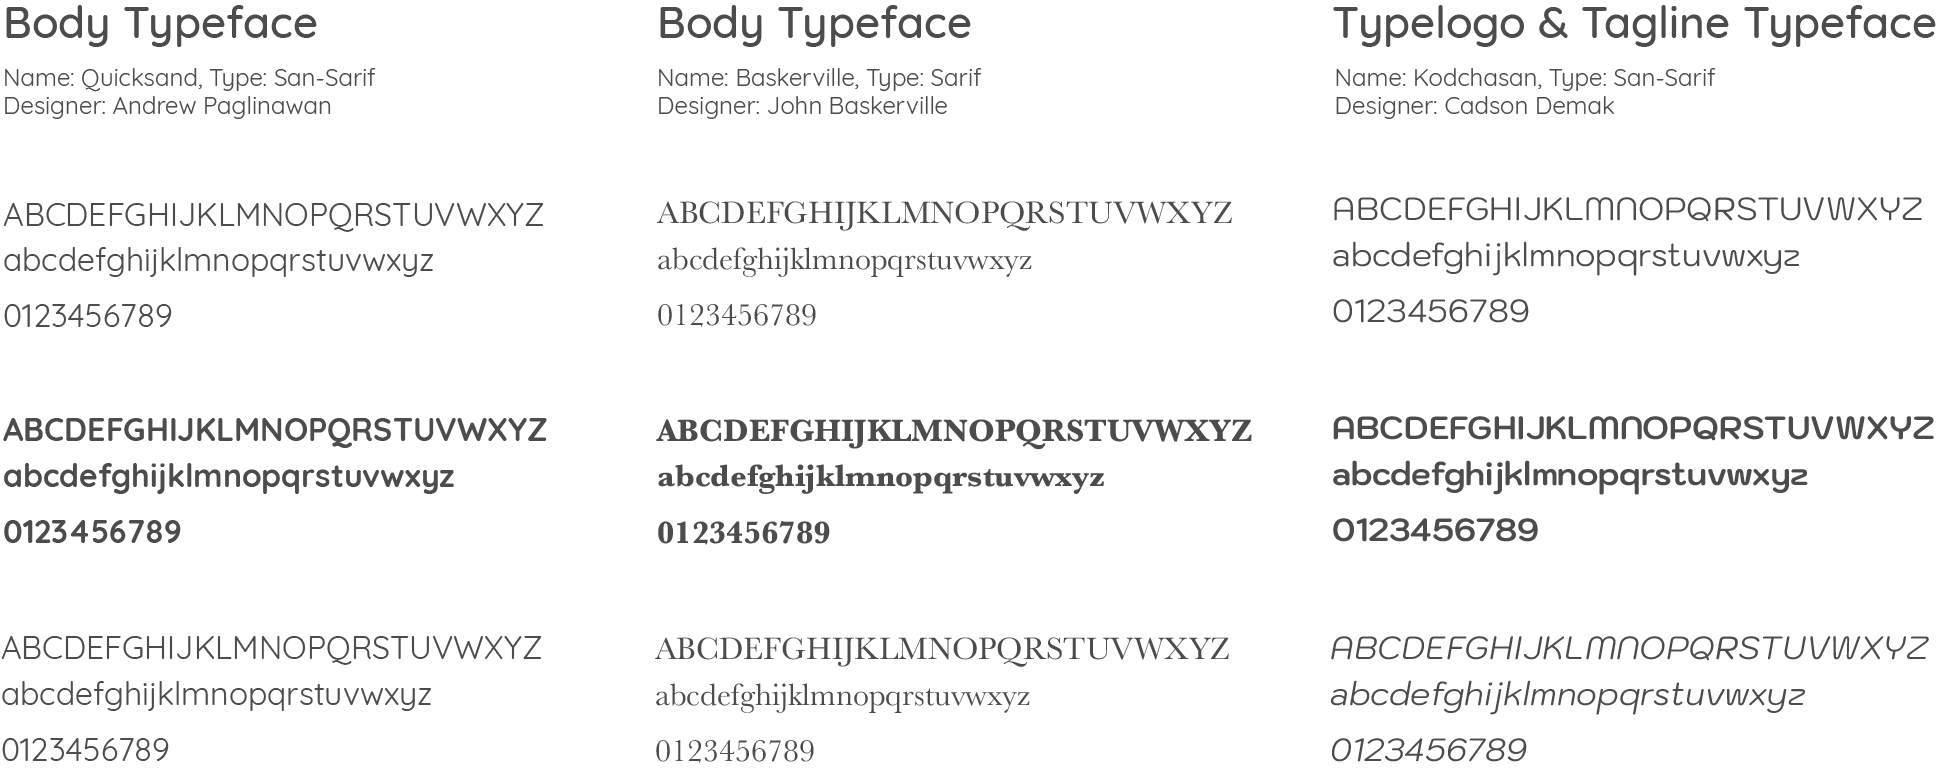 Body Typeface
Name: Quicksand, Type: San-Sarif
Designer: Andrew Paglinawan
ABCDEFGHIJKLMNOPQRSTUVWXYZ
abcdefghijklmnopqrstuvwxyz
0123456789
ABCDEFGHIJKLMNOPQRSTUVWXYZ
abcdefghijklmnopqrstuvwxyz
0123456789
ABCDEFGHIJKLMNOPQRSTUVWXYZ
abcdefghijklmnopqrstuvwxyz
0123456789
Body Typeface
Name: Baskerville, Type: Sarif
Designer: John Baskerville
ABCDEFGHIJKLMNOPQRSTUVWXYZ
abcdefghijklmnopqrstuvwxyz
0123456789
ABCDEFGHIJKLMNOPQRSTUVWXYZ
abcdefghijklmnopqrstuvwxyz
0123456789
ABCDEFGHIJKLMNOPQRSTUVWXYZ
abcdefghijklmnopqrstuvwxyz
0123456789
Typelogo & Tagline Typeface
Name: Kodchasan, Type: San-Sarif
Designer: Cadson Demak
ABCDEFGHIJKLMNOPQRSTUVWXYZ
abcdefghijklmnopqrstuvwxyz
0123456789
ABCDEFGHIJKLMNOPQRSTUVWXYZ
abcdefghijklmnopqrstuvwxyz
0123456789
ABCDEFGHIJKLMNOPQRSTUVWXYZ
abcdefghijklmnopqrstuvwxyz
0123456789